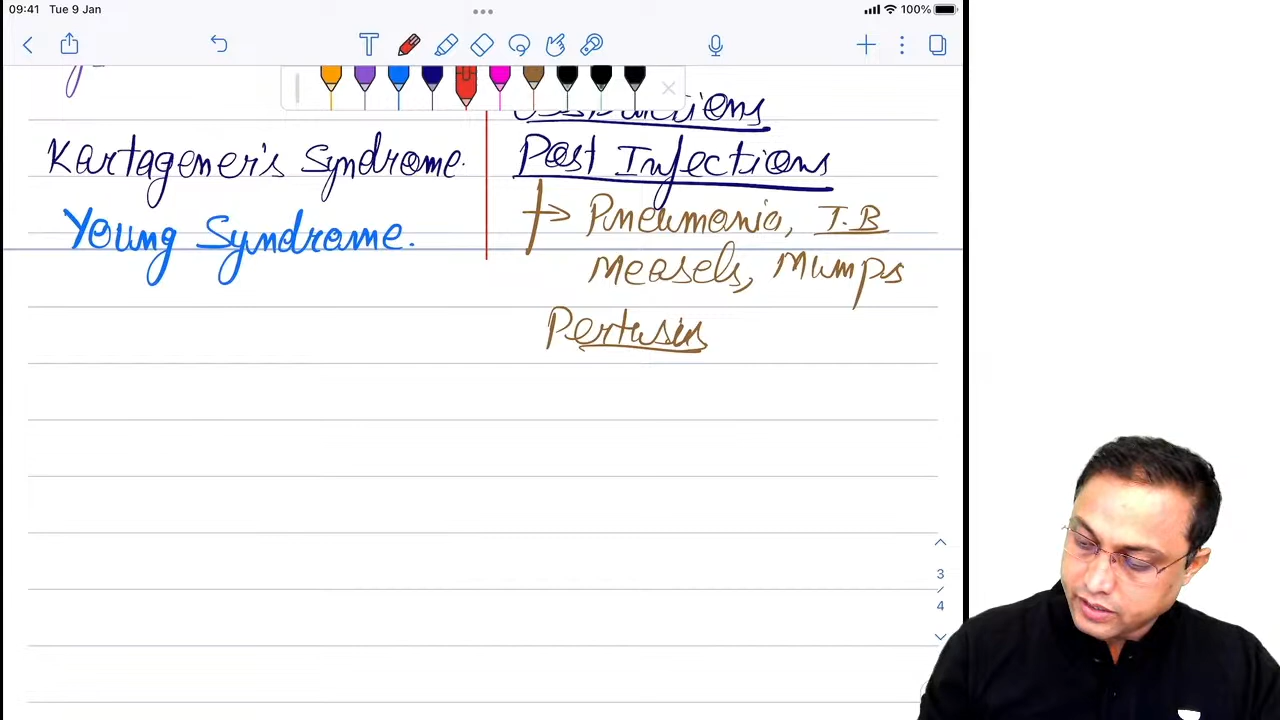 09:41 Tue 9 Jan
100%
Kartagener's Syndrome.
Young Syndrome.
Post Infections
Pneumonia, T.B
Measels, Mumps
Pertusis
3
4